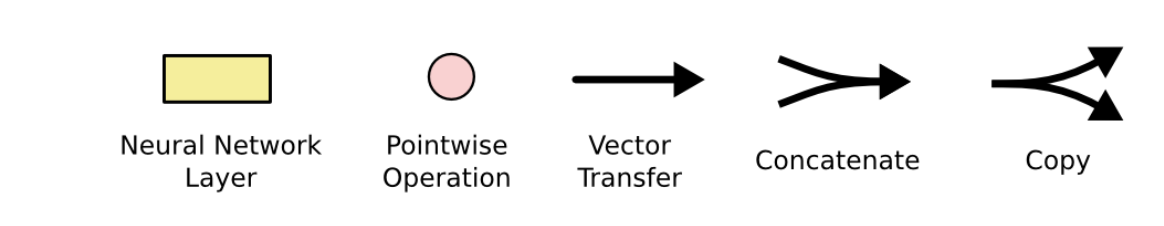 Neural Network
Layer
Pointwise
Operation
Vector
Transfer
Concatenate
Copy